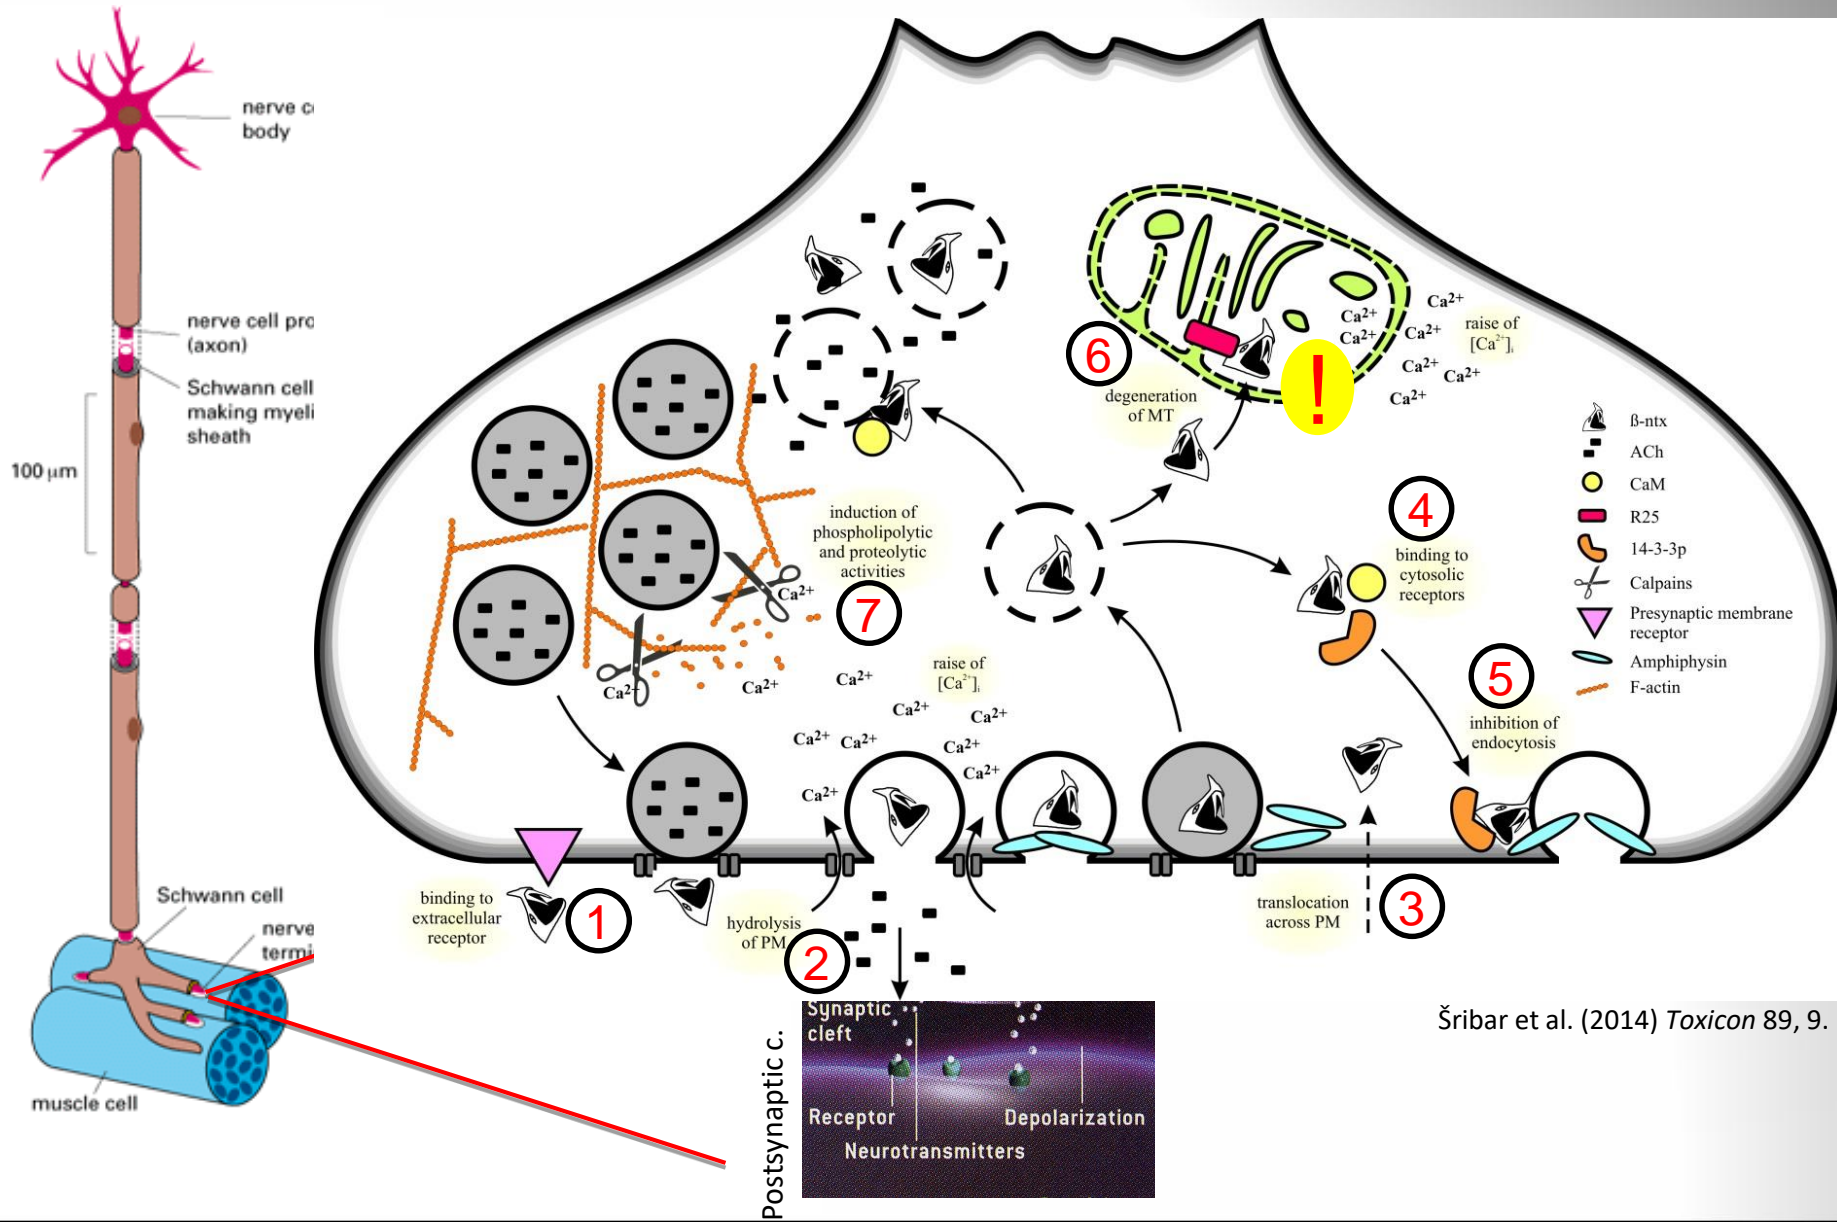 nerve c
body
nerve cell pro
(axon)
Schwann cell
making myeli
sheath
100 µm
Schwann cell
nerve
termi
muscle cell
6
degeneration
of MT
!
Ca2+
Ca2+
Ca2+
Ca2+
Ca2+
Ca2+
Ca2+
raise of
[Ca2+]i
ß-ntx
ACh
CaM
R25
14-3-3p
Calpains
Presynaptic membrane
receptor
Amphiphysin
F-actin
4
binding to
cytosolic
receptors
5
inhibition of
endocytosis
induction of
phospholipolytic
and proteolytic
activities
7
Ca2+
Ca2+
Ca2+
Ca2+
raise of
[Ca2+]i
Ca2+
Ca2+
Ca2+
Ca2+
Ca2+
Ca2+
Ca2+
binding to
extracellular
receptor
1
hydrolysis
of PM
2
translocation
across PM
3
Šribar et al. (2014) Toxicon 89, 9.
Postsynaptic c.
Synaptic
cleft
Receptor
Depolarization
Neurotransmitters